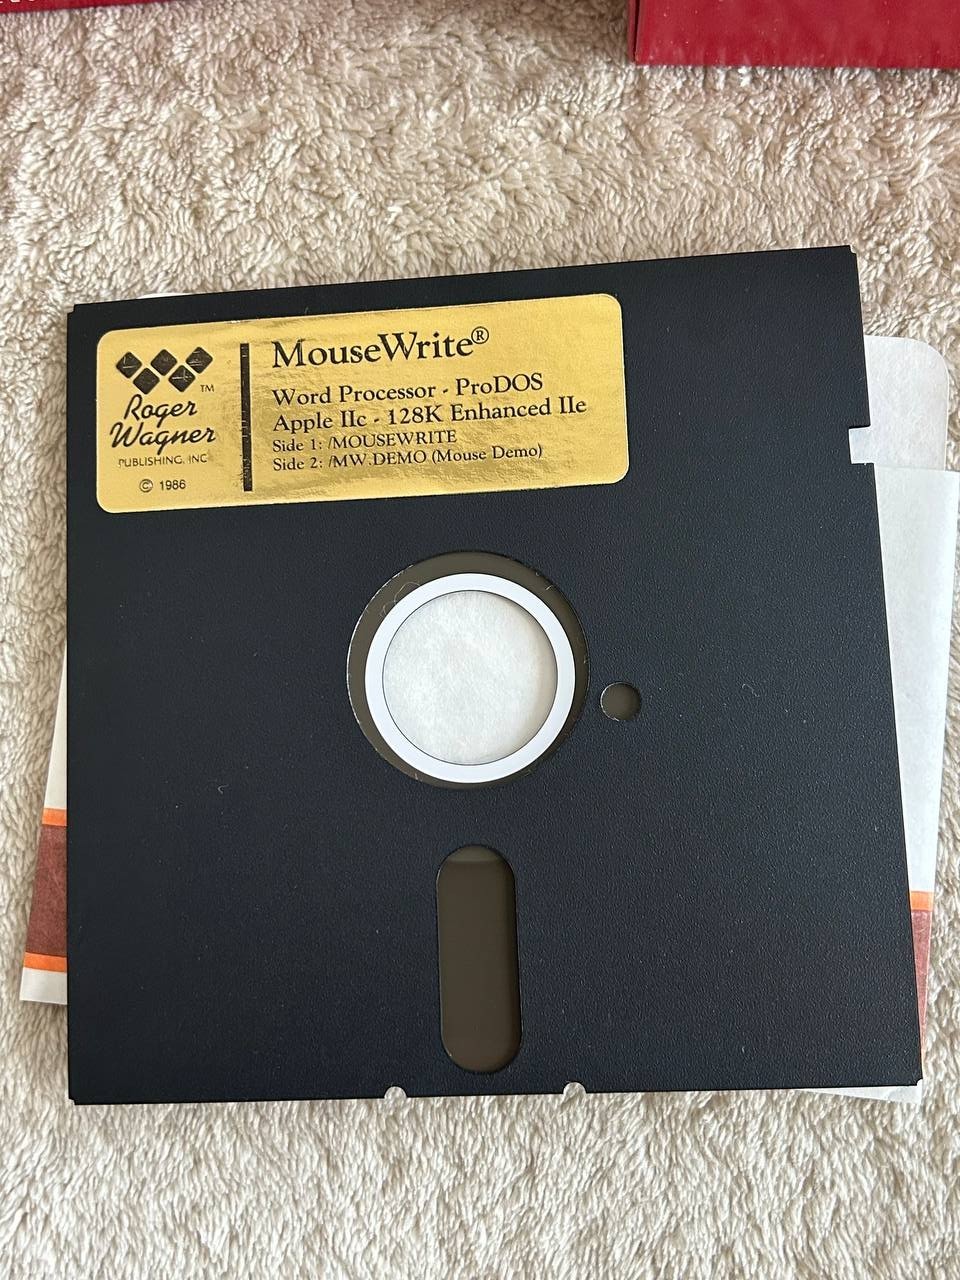 Roger
Wagner
PUBLISHING, INC
© 1986
MouseWrite®
Word Processor - ProDOS
Apple IIc - 128K Enhanced IIe
Side 1: /MOUSEWRITE
Side 2: /MW.DEMO (Mouse Demo)
TM